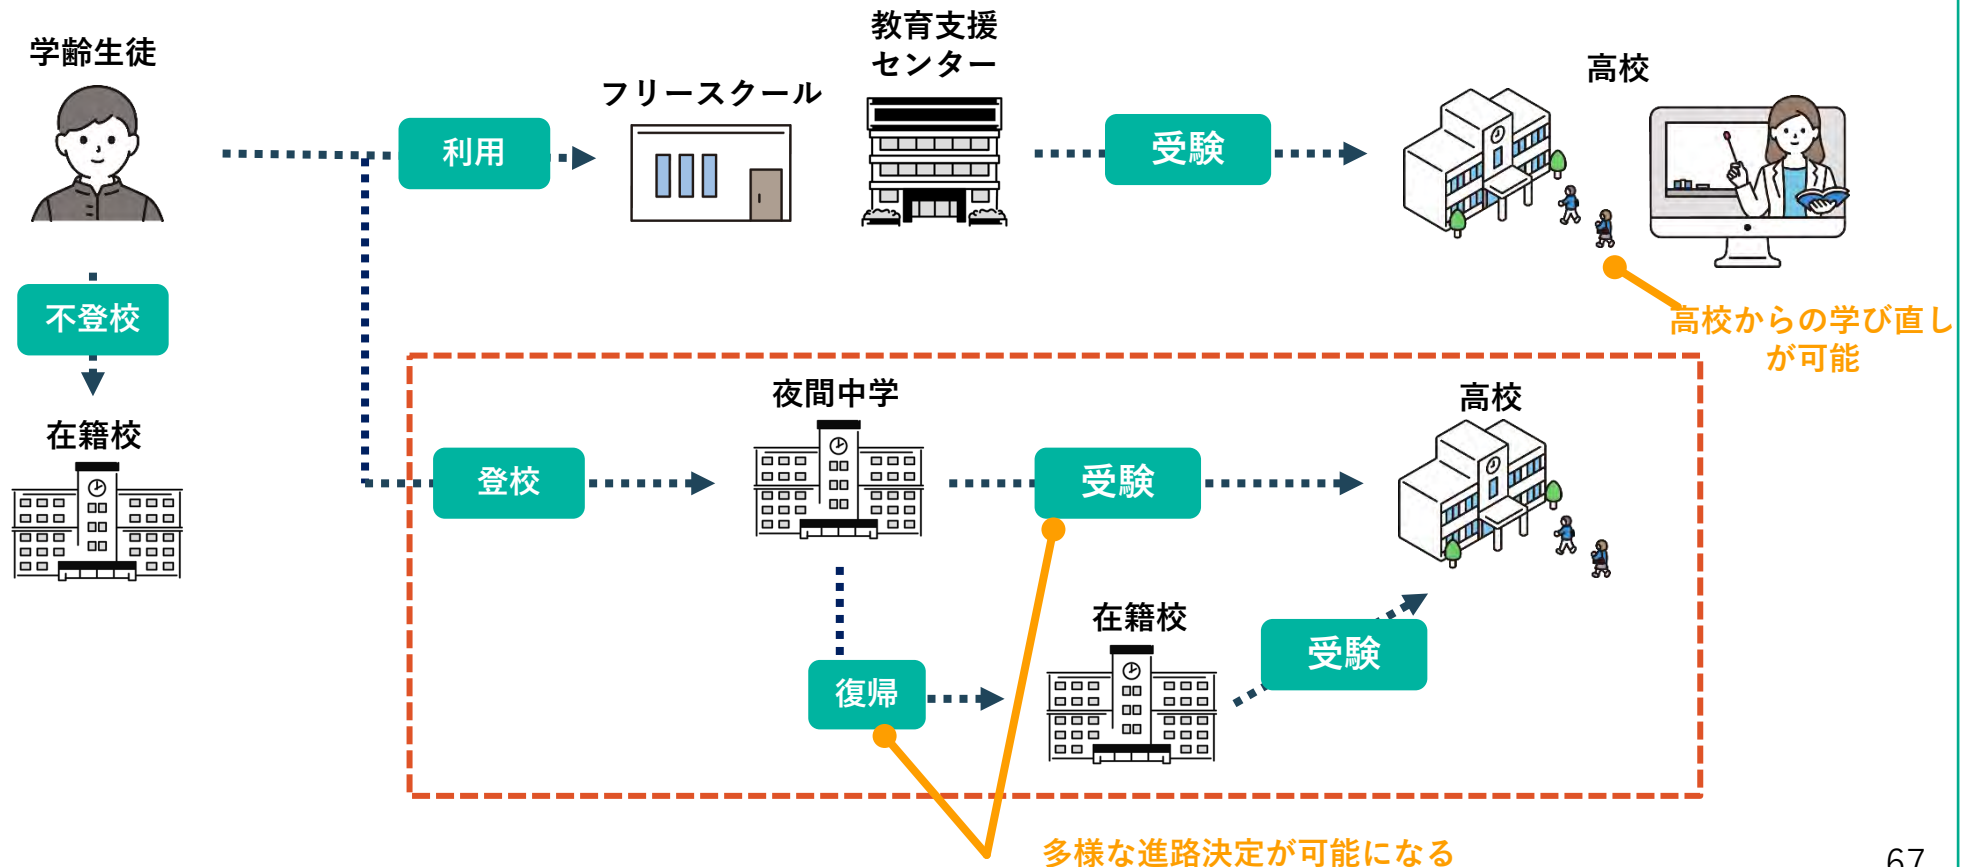 学齢生徒
不登校
在籍校
利用
フリースクール
教育支援
センター
受験
高校
高校からの学び直し
が可能
登校
夜間中学
受験
高校
復帰
在籍校
受験
多様な進路決定が可能になる
67